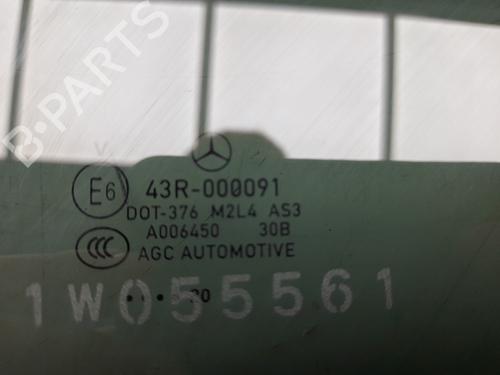 B-PARTS
E6 43R-000091
DOT-376 M2L4 AS3
A006450 30B
CCC AGC AUTOMOTIVE
1W055561